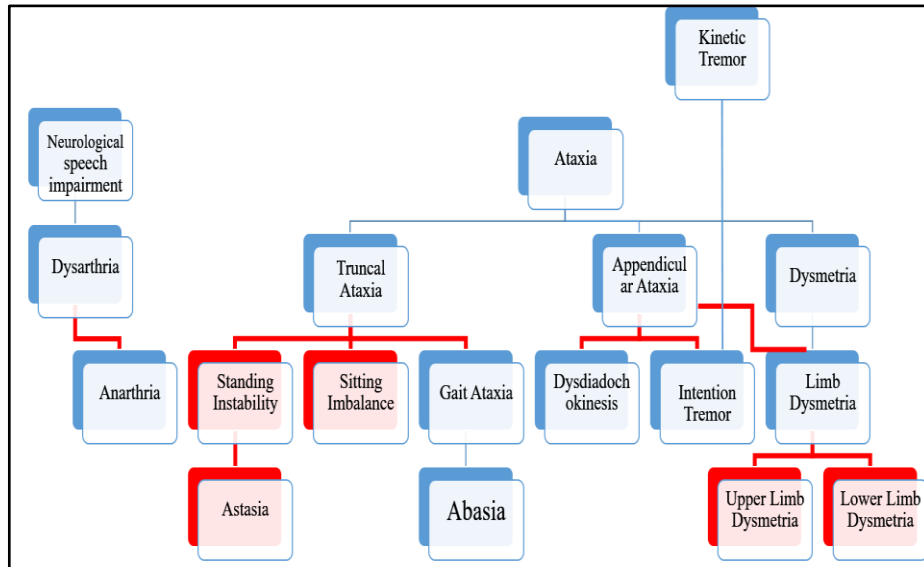 Kinetic
Tremor
Neurological
speech
impairment
Ataxia
Dysarthria
Truncal
Ataxia
Appendicul
ar Ataxia
Dysmetria
Anarthria
Standing
Instability
Sitting
Imbalance
Gait Ataxia
Dysdiadoch
okinesis
Intention
Tremor
Limb
Dysmetria
Astasia
Abasia
Upper Limb
Dysmetria
Lower Limb
Dysmetria